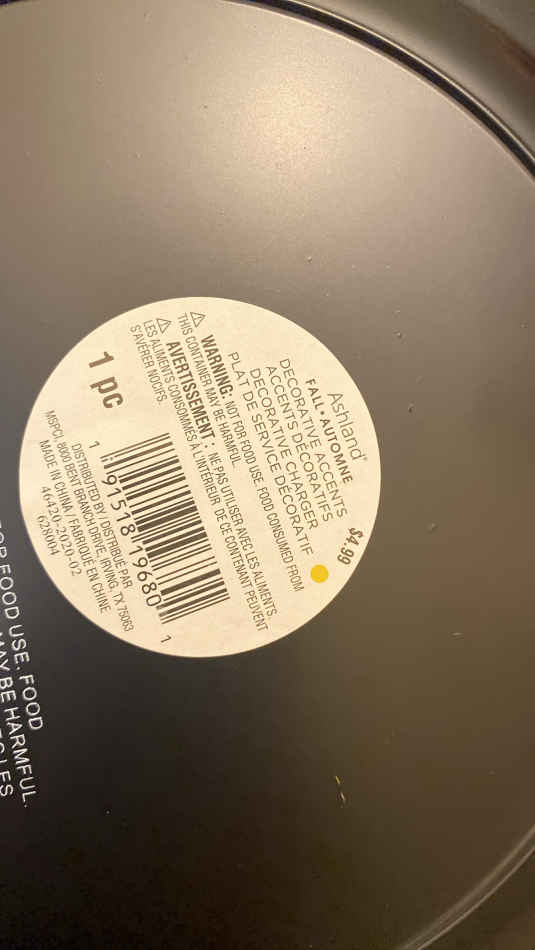 Ashland®
FALL • AUTOMNE
DECORATIVE ACCENTS
ACCENTS DÉCORATIFS
DECORATIVE CHARGER
PLAT DE SERVICE DÉCORATIF
$4.99
⚠ WARNING: NOT FOR FOOD USE. FOOD CONSUMED FROM
THIS CONTAINER MAY BE HARMFUL.
⚠ AVERTISSEMENT : NE PAS UTILISER AVEC LES ALIMENTS.
LES ALIMENTS CONSOMMÉS À L'INTÉRIEUR DE CE CONTENANT PEUVENT
S'AVÉRER NOCIFS.
1 pc
1 91518 19680 1
DISTRIBUTED BY / DISTRIBUÉ PAR
MSPCI, 8000 BENT BRANCH DRIVE, IRVING, TX 75063
MADE IN CHINA / FABRIQUÉ EN CHINE
46420-2020-02
628004
FOR FOOD USE. FOOD
MAY BE HARMFUL.